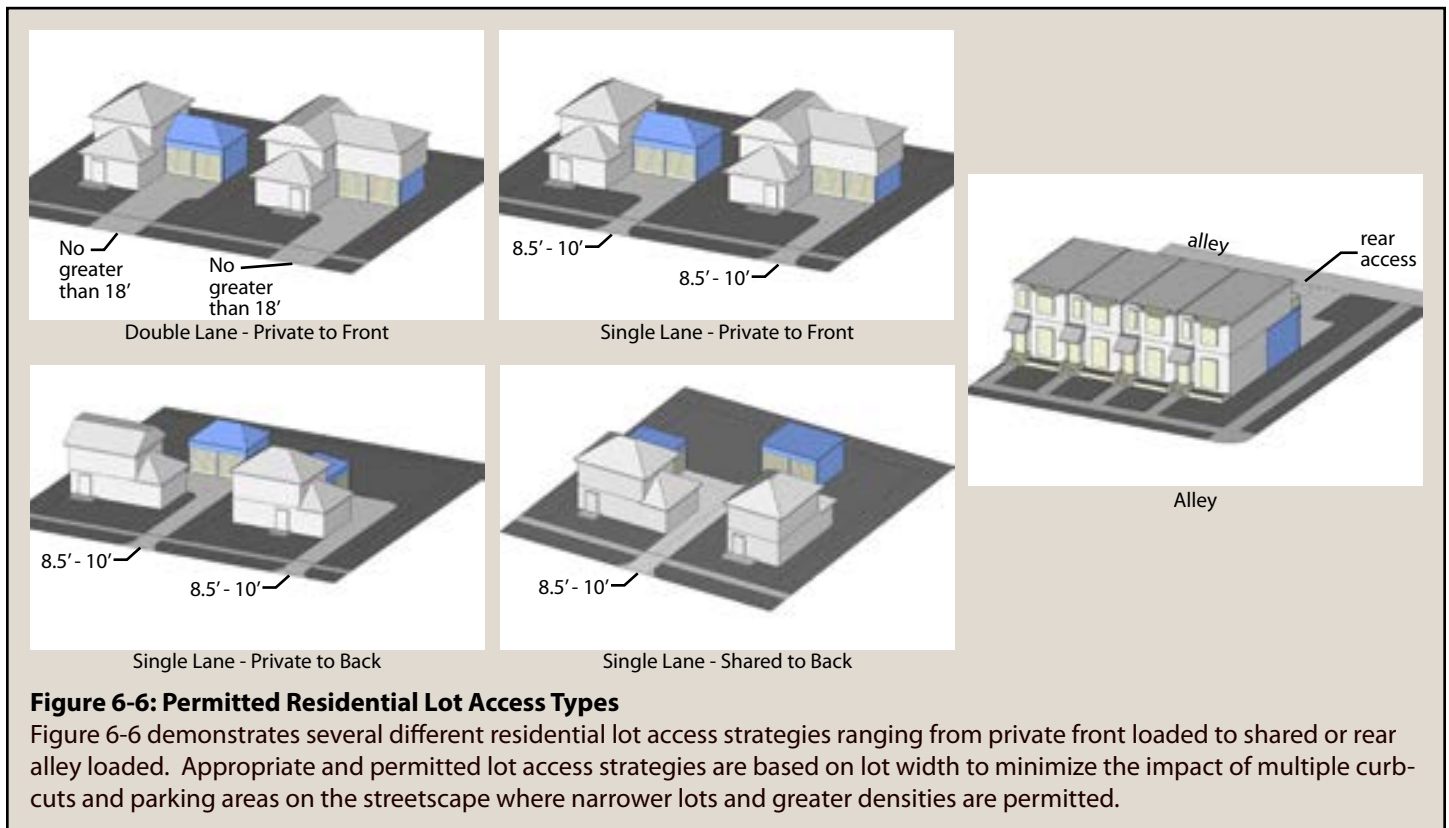 No
greater
than 18’
No
greater
than 18’
Double Lane - Private to Front
8.5’ - 10’
8.5’ - 10’
Single Lane - Private to Front
alley
rear
access
Alley
8.5’ - 10’
8.5’ - 10’
Single Lane - Private to Back
8.5’ - 10’
Single Lane - Shared to Back
Figure 6-6: Permitted Residential Lot Access Types
Figure 6-6 demonstrates several different residential lot access strategies ranging from private front loaded to shared or rear
alley loaded.  Appropriate and permitted lot access strategies are based on lot width to minimize the impact of multiple curb-
cuts and parking areas on the streetscape where narrower lots and greater densities are permitted.